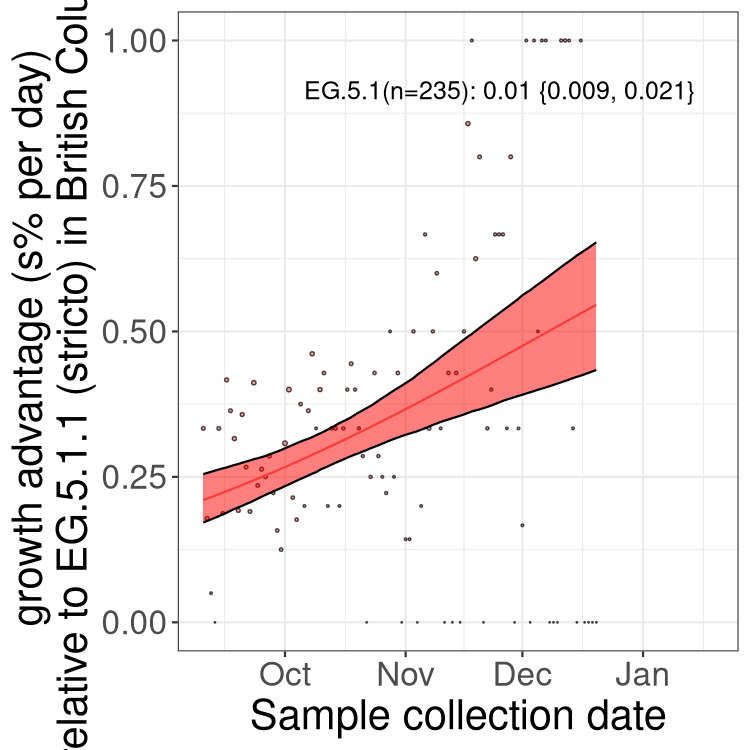 growth advantage (s% per day)
relative to EG.5.1.1 (stricto) in British Colu
1.00
0.75
0.50
0.25
0.00
EG.5.1(n=235): 0.01 {0.009, 0.021}
Oct Nov Dec Jan
Sample collection date